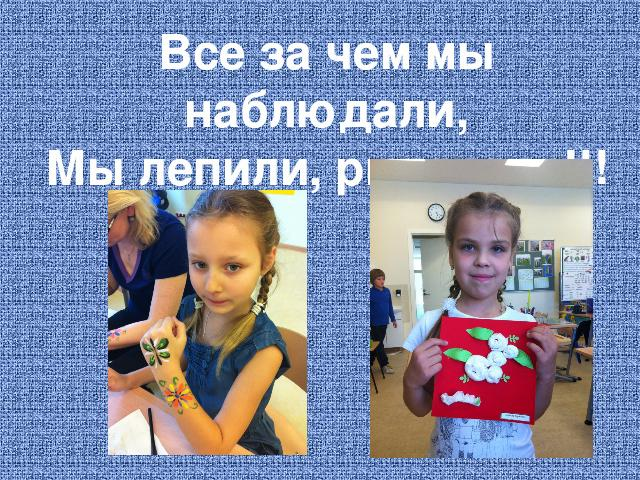 Все за чем мы
наблюдали,
Мы лепили, !!!